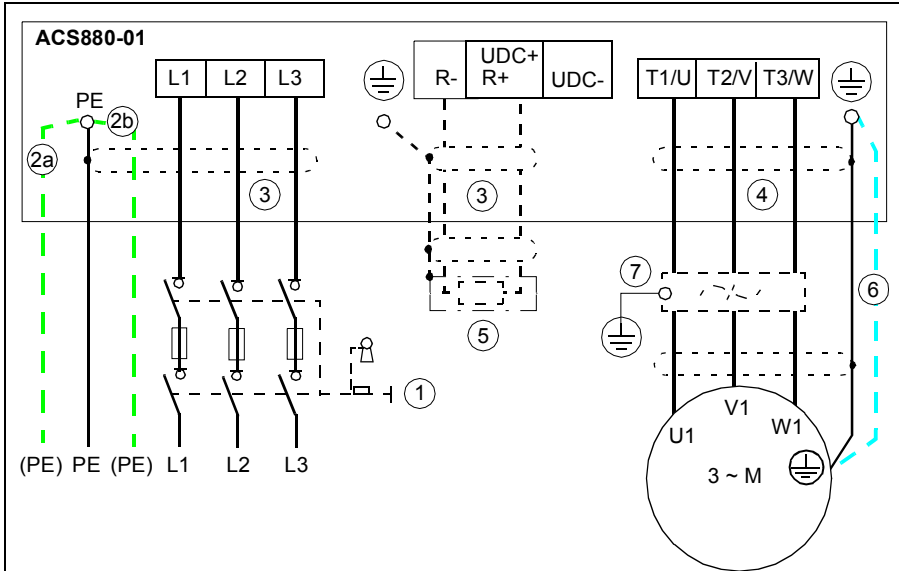 ACS880-01
L1 L2 L3
R- UDC+ R+ UDC-
T1/U T2/V T3/W
PE
2a
2b
3
3
4
7
6
5
1
V1
U1
W1
3 ~ M
(PE) PE (PE) L1 L2 L3